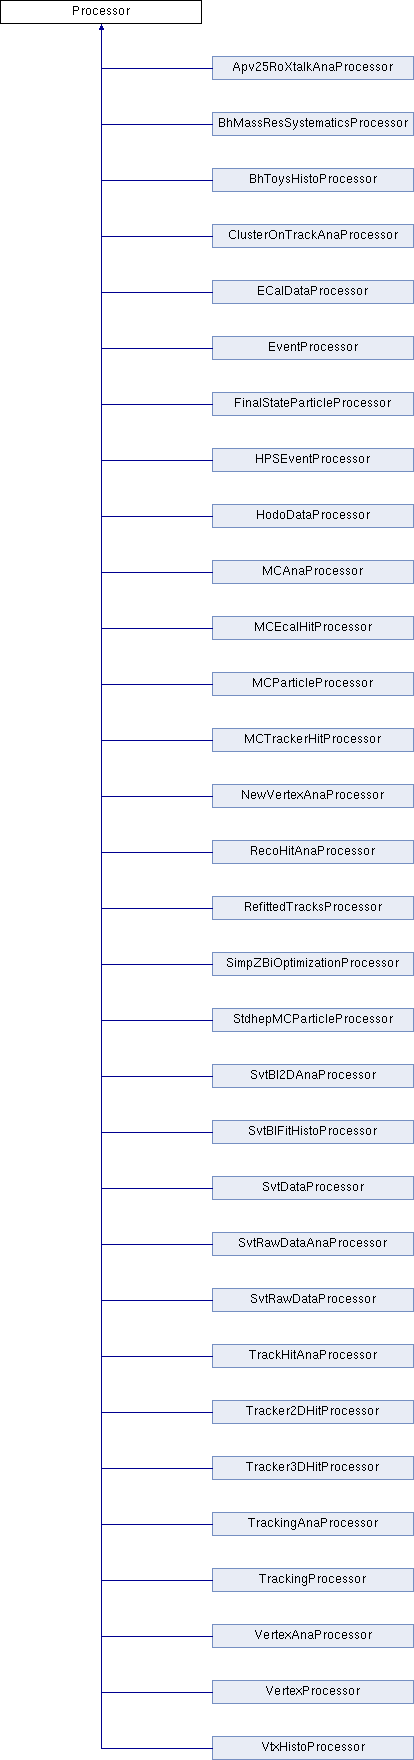 Processor
Apv25RoXtalkAnaProcessor
BhMassResSystematicsProcessor
BhToysHistoProcessor
ClusterOnTrackAnaProcessor
ECalDataProcessor
EventProcessor
FinalStateParticleProcessor
HPSEventProcessor
HodoDataProcessor
MCAnaProcessor
MCEcalHitProcessor
MCParticleProcessor
MCTrackerHitProcessor
NewVertexAnaProcessor
RecoHitAnaProcessor
RefittedTracksProcessor
SimpZBiOptimizationProcessor
StdhepMCParticleProcessor
SvtBl2DAnaProcessor
SvtBlFitHistoProcessor
SvtDataProcessor
SvtRawDataAnaProcessor
SvtRawDataProcessor
TrackHitAnaProcessor
Tracker2DHitProcessor
Tracker3DHitProcessor
TrackingAnaProcessor
TrackingProcessor
VertexAnaProcessor
VertexProcessor
VtxHistoProcessor